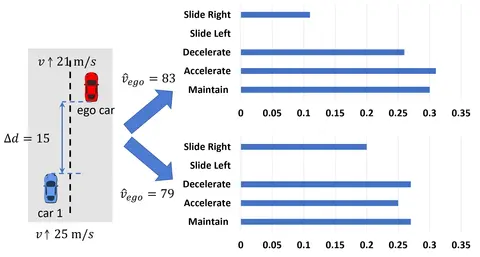 v ↑ 21 m/s
ego car
Δd = 15
car 1
v ↑ 25 m/s
v̂ego = 83
v̂ego = 79
Slide Right
Slide Left
Decelerate
Accelerate
Maintain
0 0.05 0.1 0.15 0.2 0.25 0.3 0.35
Slide Right
Slide Left
Decelerate
Accelerate
Maintain
0 0.05 0.1 0.15 0.2 0.25 0.3 0.35